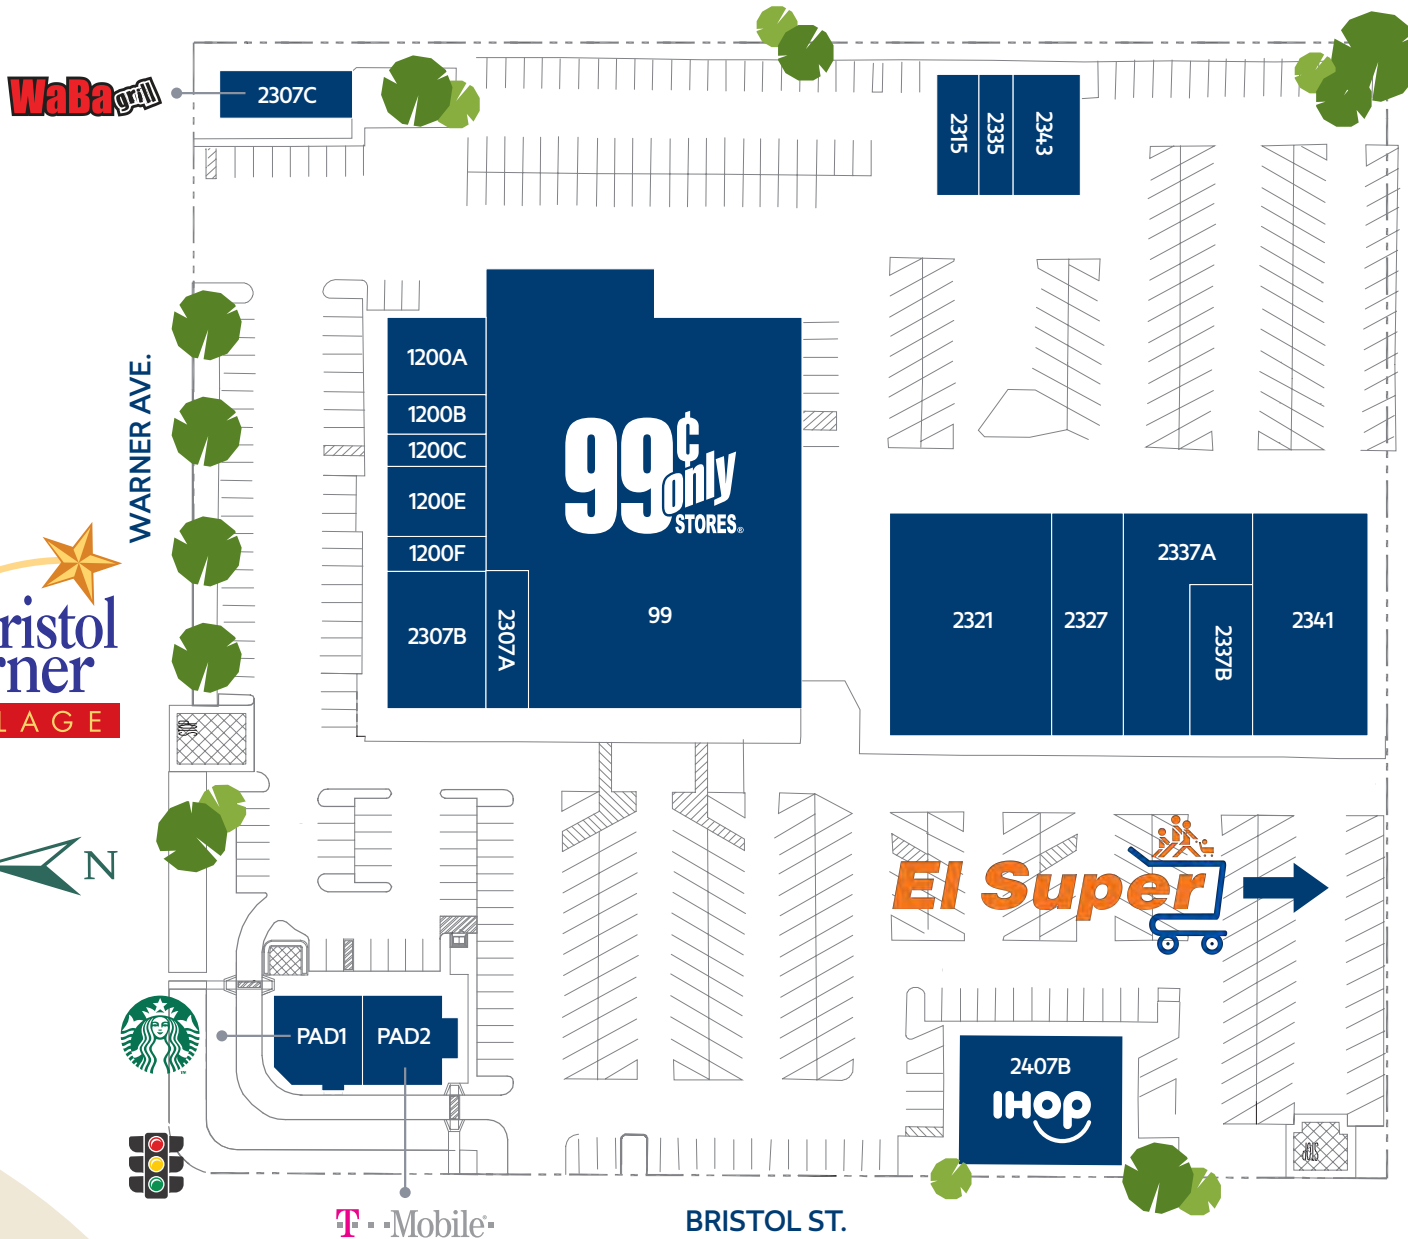 WaBa grill
2307C
2315
2335
2343
WARNER AVE.
1200A
1200B
1200C
1200E
1200F
2307B
2307A
99¢
only
STORES®
99
2321
2327
2337A
2337B
2341
ristol
rner
LAGE
N
El Super
PAD1
PAD2
2407B
IHOP
T··Mobile·
BRISTOL ST.